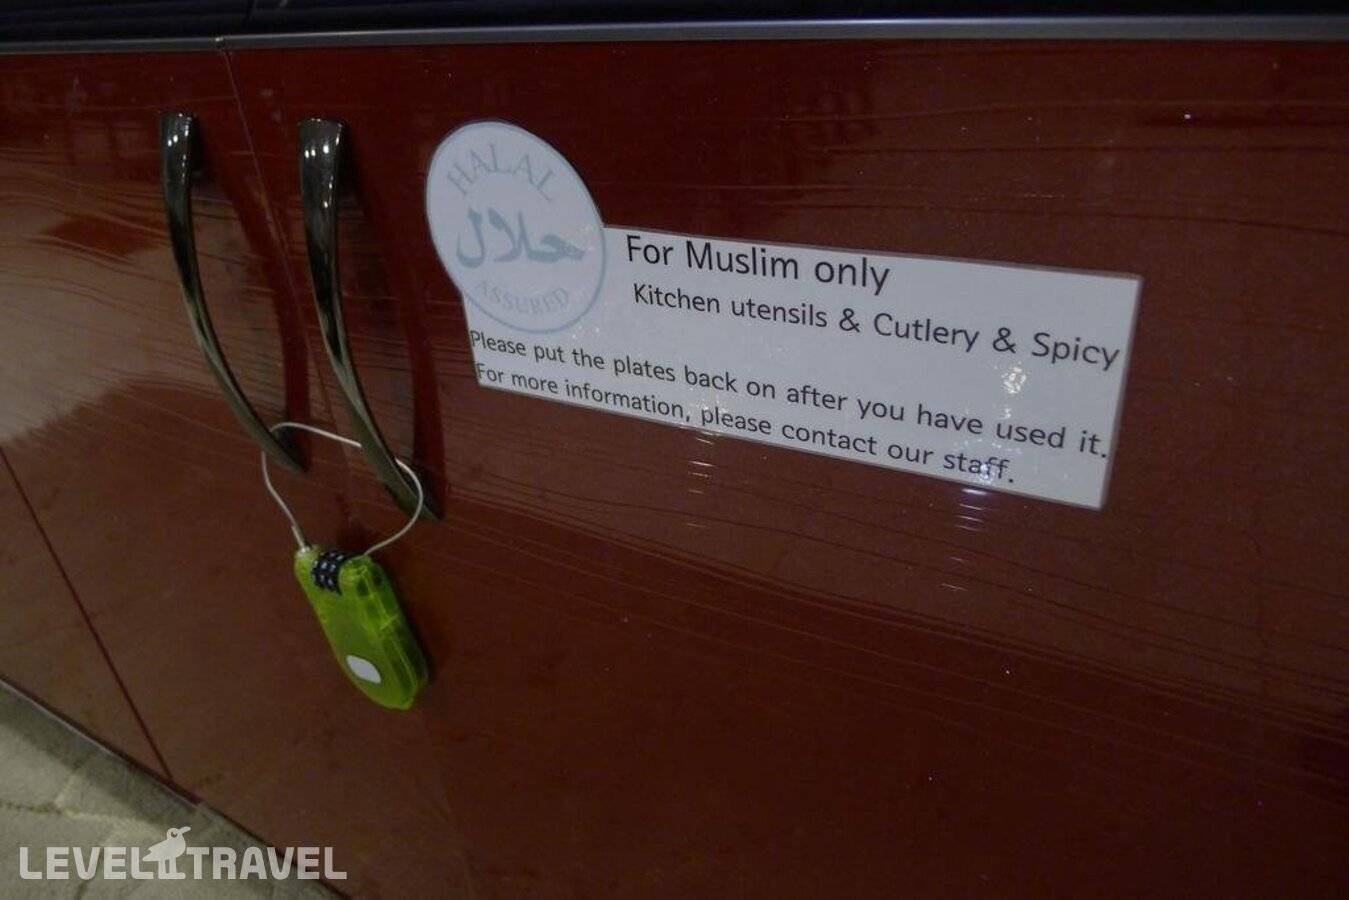 HALAL
حلال
ASSURED
For Muslim only
Kitchen utensils & Cutlery & Spicy
Please put the plates back on after you have used it.
For more information, please contact our staff.
LEVEL TRAVEL